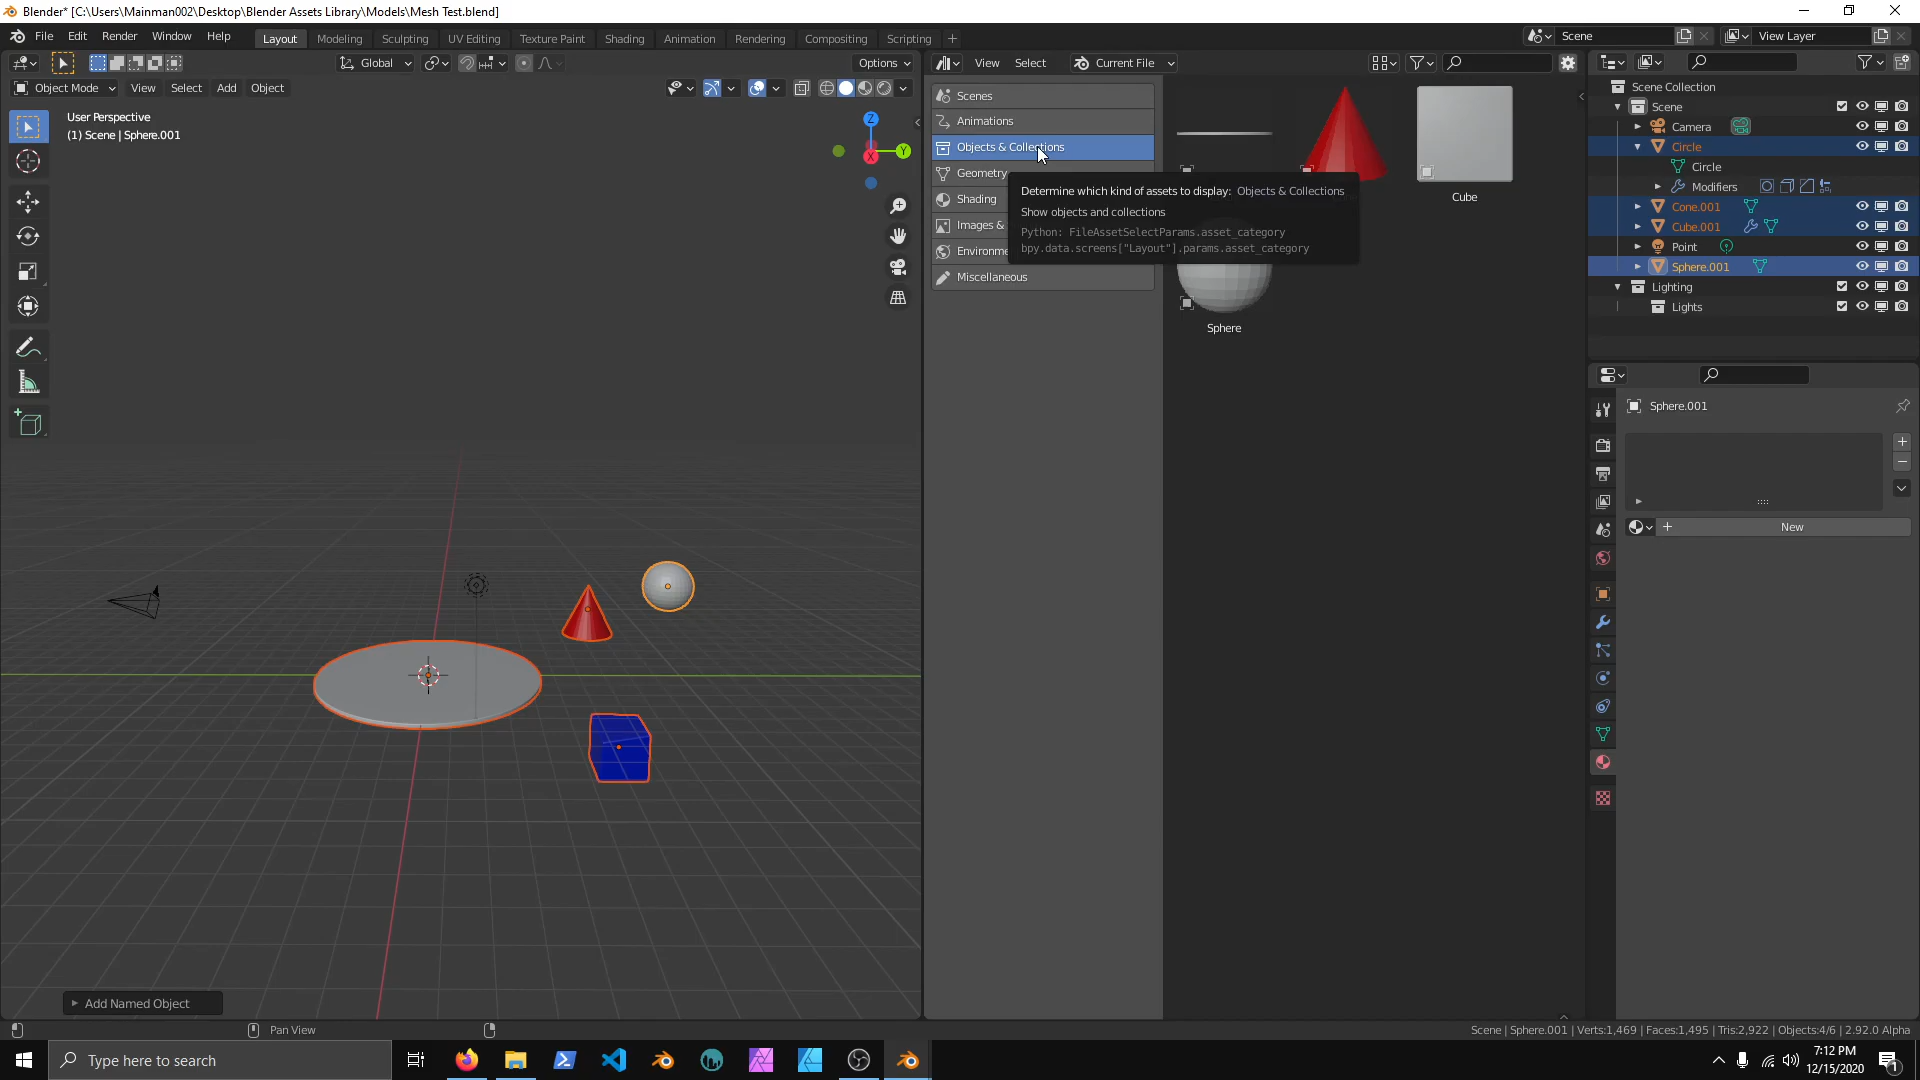 Blender* [C:\Users\Mainman002\Desktop\Blender Assets Library\Models\Mesh Test.blend]
File Edit Render Window Help
Layout Modeling Sculpting UV Editing Texture Paint Shading Animation Rendering Compositing Scripting +
Scene
View Layer
Global
Options
Object Mode View Select Add Object
User Perspective
(1) Scene | Sphere.001
Z
Y
X
View Select Current File
Scenes
Animations
Objects & Collections
Geometry
Shading
Images &
Environme
Miscellaneous
Determine which kind of assets to display: Objects & Collections
Show objects and collections
Python: FileAssetSelectParams.asset_category
bpy.data.screens["Layout"].params.asset_category
Cube
Sphere
Scene Collection
Scene
Camera
Circle
Circle
Modifiers
Cone.001
Cube.001
Point
Sphere.001
Lighting
Lights
Sphere.001
New
Add Named Object
Pan View
Scene | Sphere.001 | Verts:1,469 | Faces:1,495 | Tris:2,922 | Objects:4/6 | 2.92.0 Alpha
Type here to search
7:12 PM
12/15/2020
1